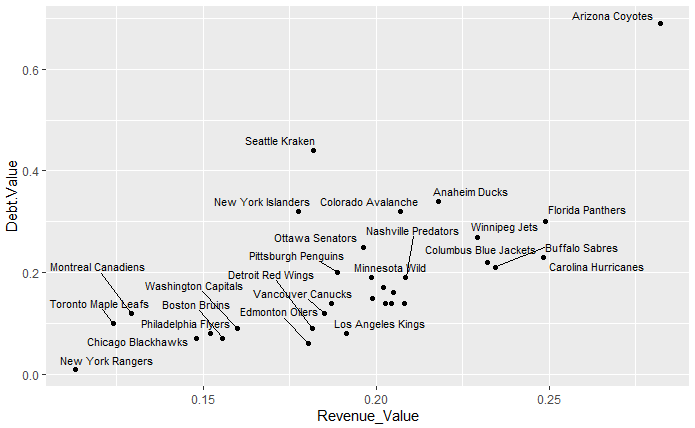 Arizona Coyotes
0.6
Seattle Kraken
0.4
Anaheim Ducks
New York Islanders
Colorado Avalanche
Florida Panthers
Winnipeg Jets
Nashville Predators
Ottawa Senators
Columbus Blue Jackets
Buffalo Sabres
Pittsburgh Penguins
Montreal Canadiens
Minnesota Wild
Carolina Hurricanes
Detroit Red Wings
0.2
Washington Capitals
Vancouver Canucks
Toronto Maple Leafs
Boston Bruins
Edmonton Oilers
Philadelphia Flyers
Los Angeles Kings
Chicago Blackhawks
New York Rangers
0.0
0.15
0.20
0.25
Revenue_Value
Debt.Value